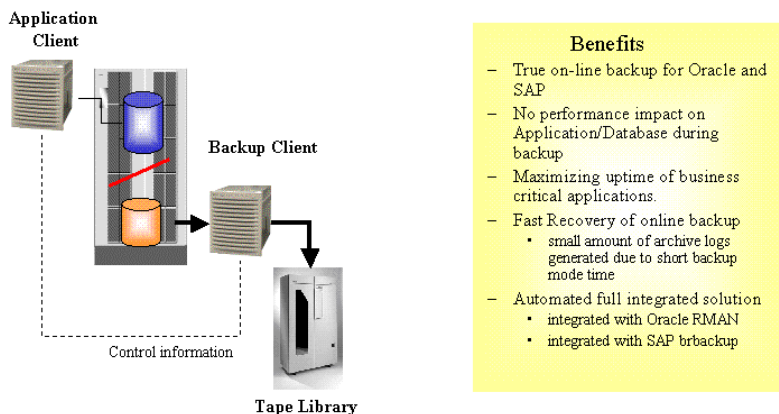 Application
Client
Backup Client
Control information
Tape Library
Benefits
– True on-line backup for Oracle and
SAP
– No performance impact on
Application/Database during
backup
– Maximizing uptime of business
critical applications.
– Fast Recovery of online backup
• small amount of archive logs
generated due to short backup
mode time
– Automated full integrated solution
• integrated with Oracle RMAN
• integrated with SAP brbackup